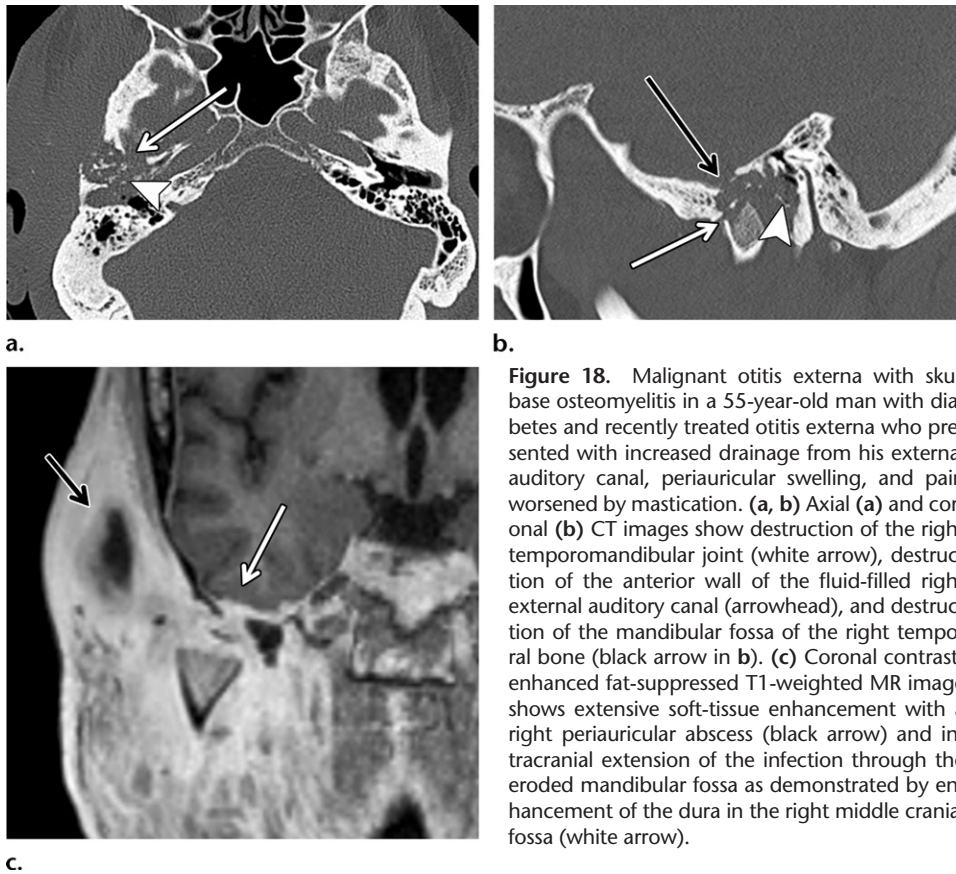 a.
b.
Figure 18. Malignant otitis externa with sku
base osteomyelitis in a 55-year-old man with dia
betes and recently treated otitis externa who pre
sented with increased drainage from his externa
auditory canal, periauricular swelling, and pain
worsened by mastication. (a, b) Axial (a) and cor
onal (b) CT images show destruction of the righ
temporomandibular joint (white arrow), destruc
tion of the anterior wall of the fluid-filled righ
external auditory canal (arrowhead), and destruc
tion of the mandibular fossa of the right tempo
ral bone (black arrow in b). (c) Coronal contrast
enhanced fat-suppressed T1-weighted MR image
shows extensive soft-tissue enhancement with a
right periauricular abscess (black arrow) and in
tracranial extension of the infection through the
eroded mandibular fossa as demonstrated by en
hancement of the dura in the right middle crania
fossa (white arrow).
c.